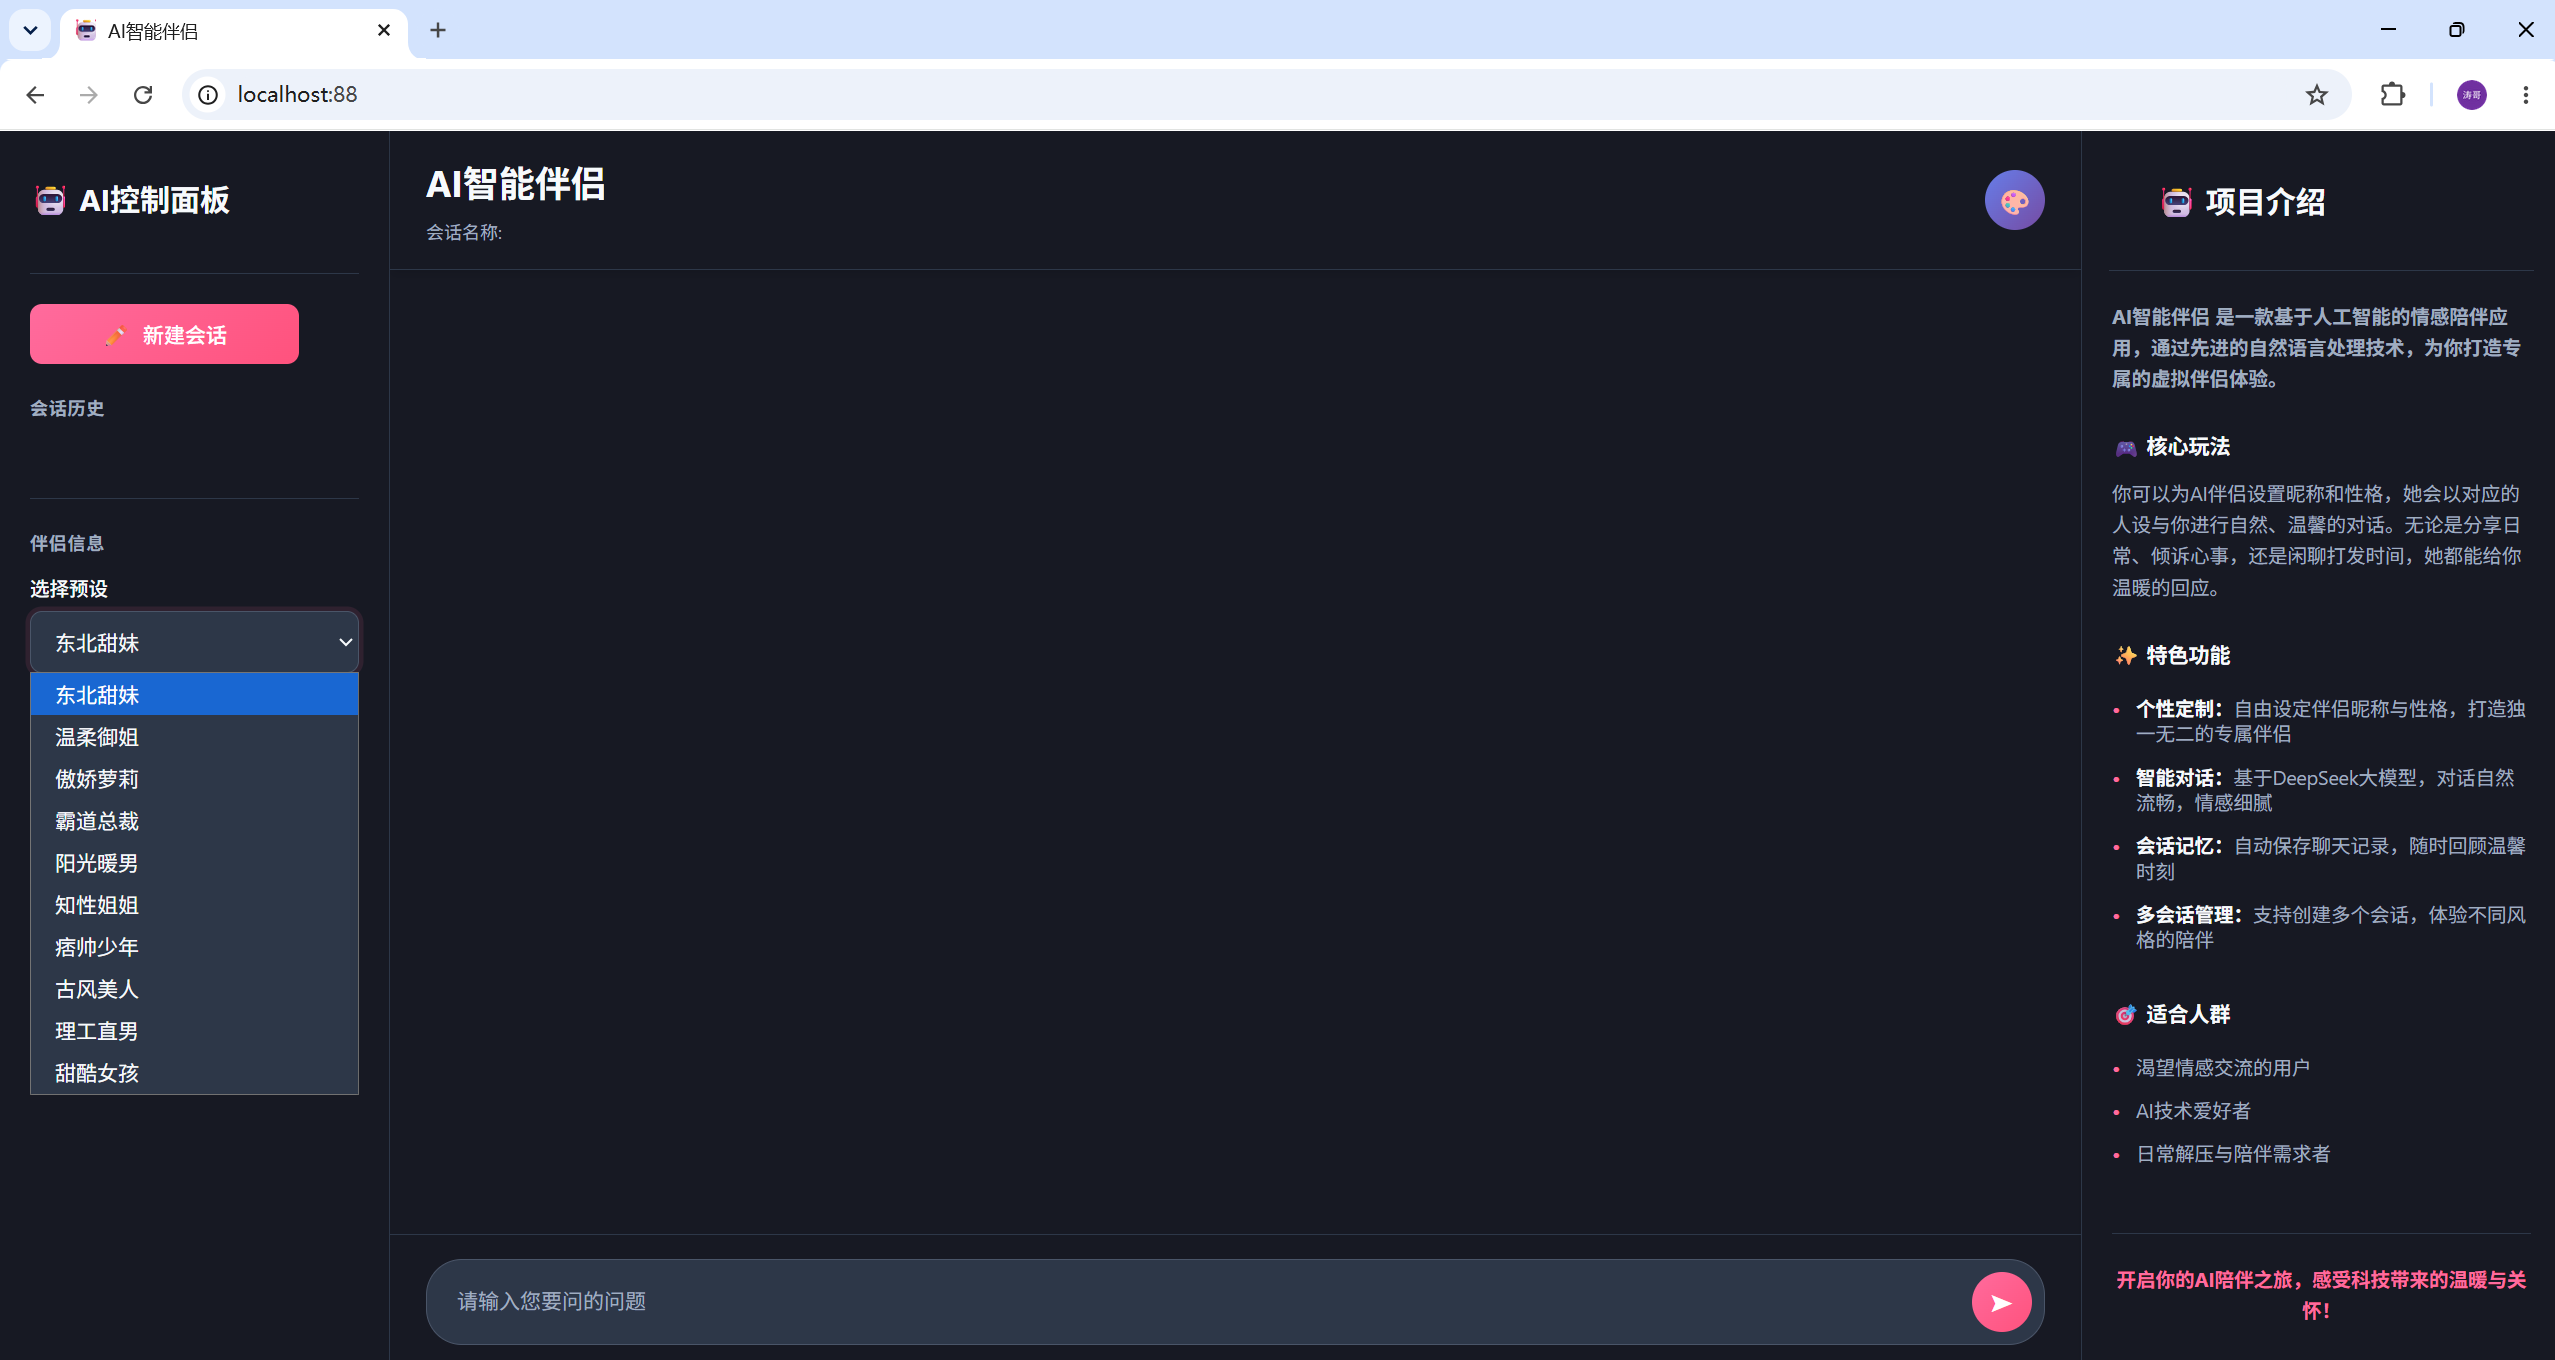 AI智能伴侣
localhost:88
涛哥
AI控制面板
新建会话
会话历史
伴侣信息
选择预设
东北甜妹
东北甜妹
温柔御姐
傲娇萝莉
霸道总裁
阳光暖男
知性姐姐
痞帅少年
古风美人
理工直男
甜酷女孩
AI智能伴侣
会话名称:
请输入您要问的问题
项目介绍
AI智能伴侣 是一款基于人工智能的情感陪伴应
用，通过先进的自然语言处理技术，为你打造专
属的虚拟伴侣体验。
核心玩法
你可以为AI伴侣设置昵称和性格，她会以对应的
人设与你进行自然、温馨的对话。无论是分享日
常、倾诉心事，还是闲聊打发时间，她都能给你
温暖的回应。
特色功能
• 个性定制：自由设定伴侣昵称与性格，打造独
一无二的专属伴侣
• 智能对话：基于DeepSeek大模型，对话自然
流畅，情感细腻
• 会话记忆：自动保存聊天记录，随时回顾温馨
时刻
• 多会话管理：支持创建多个会话，体验不同风
格的陪伴
适合人群
• 渴望情感交流的用户
• AI技术爱好者
• 日常解压与陪伴需求者
开启你的AI陪伴之旅，感受科技带来的温暖与关
怀！